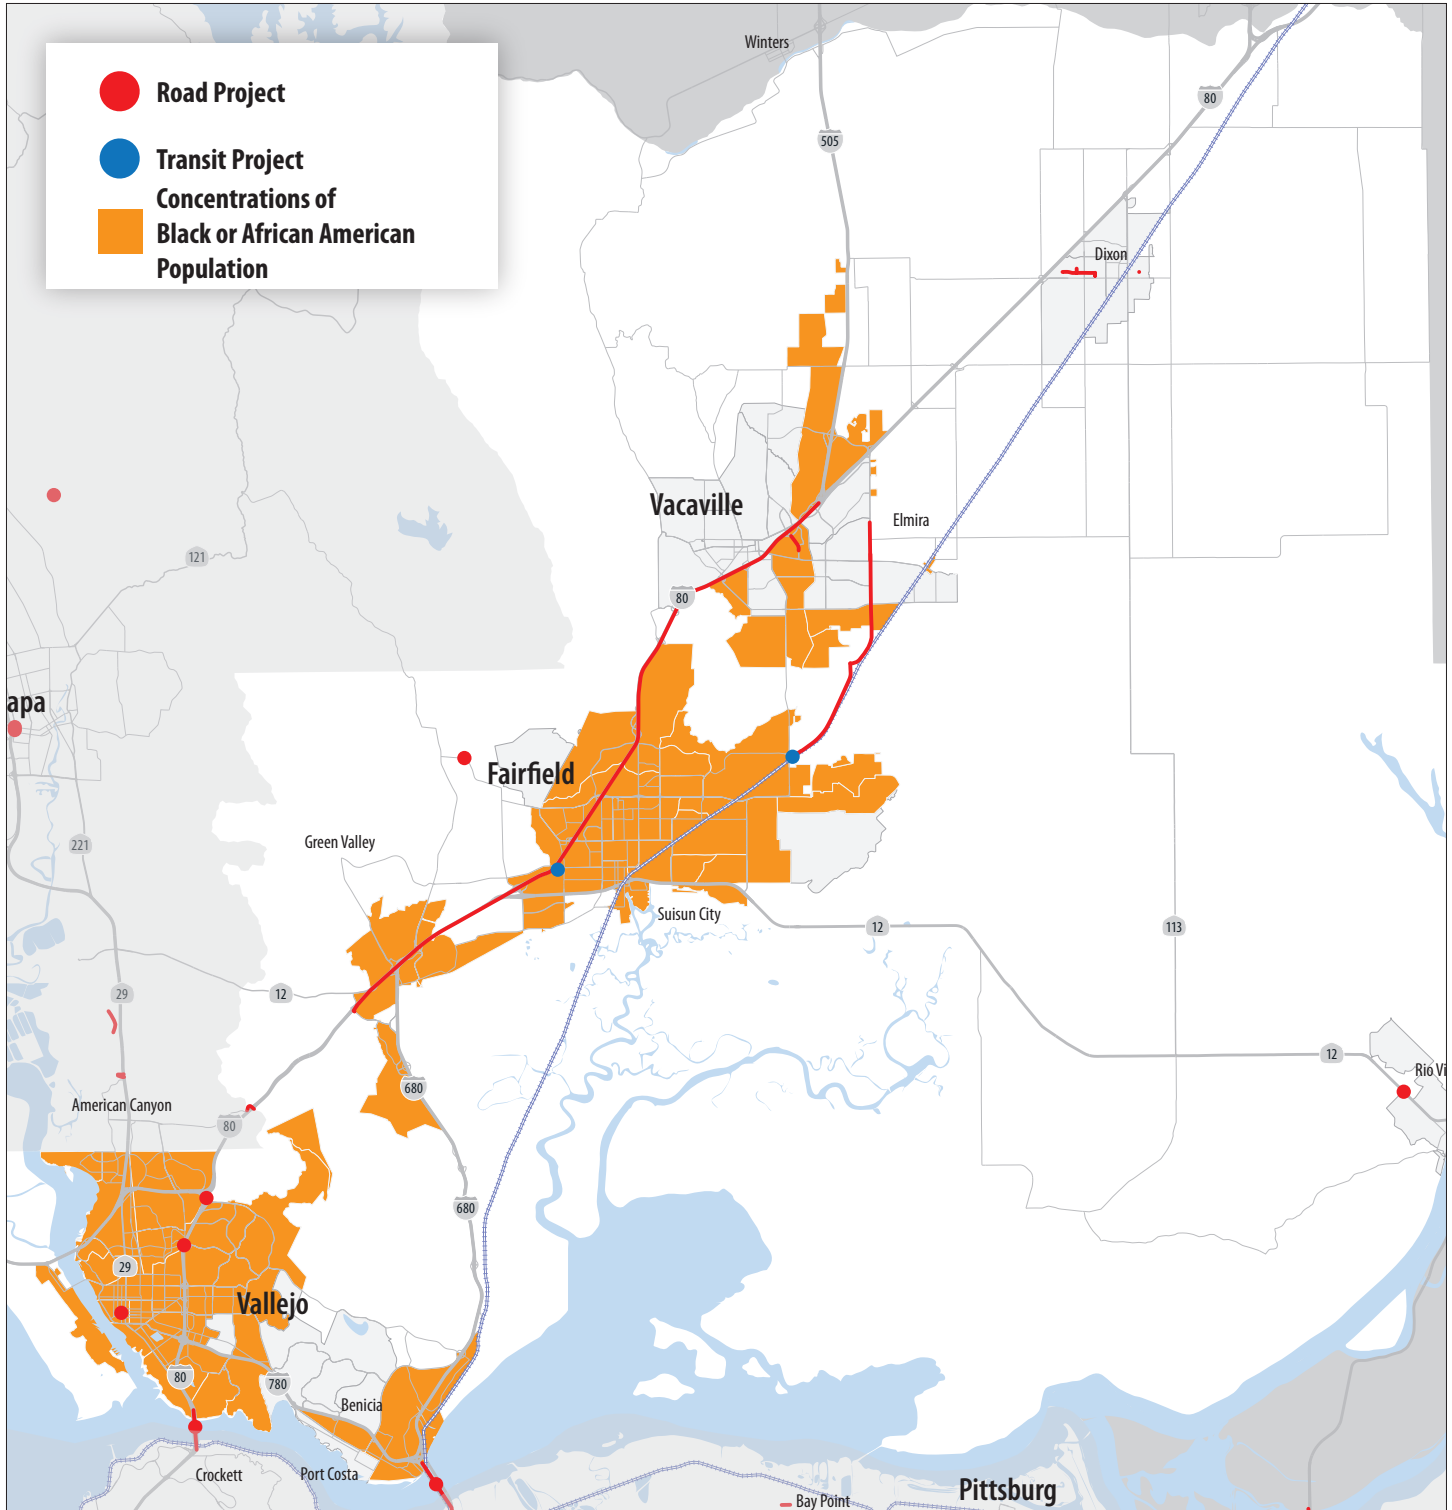 Road Project
Transit Project
Concentrations of
Black or African American
Population
Winters
80
505
Dixon
Vacaville
Elmira
121
80
apa
Fairfield
Green Valley
221
Suisun City
12
113
12
29
12
Rio Vi
680
American Canyon
80
680
29
Vallejo
80
780
Benicia
Crockett
Port Costa
Pittsburg
Bay Point